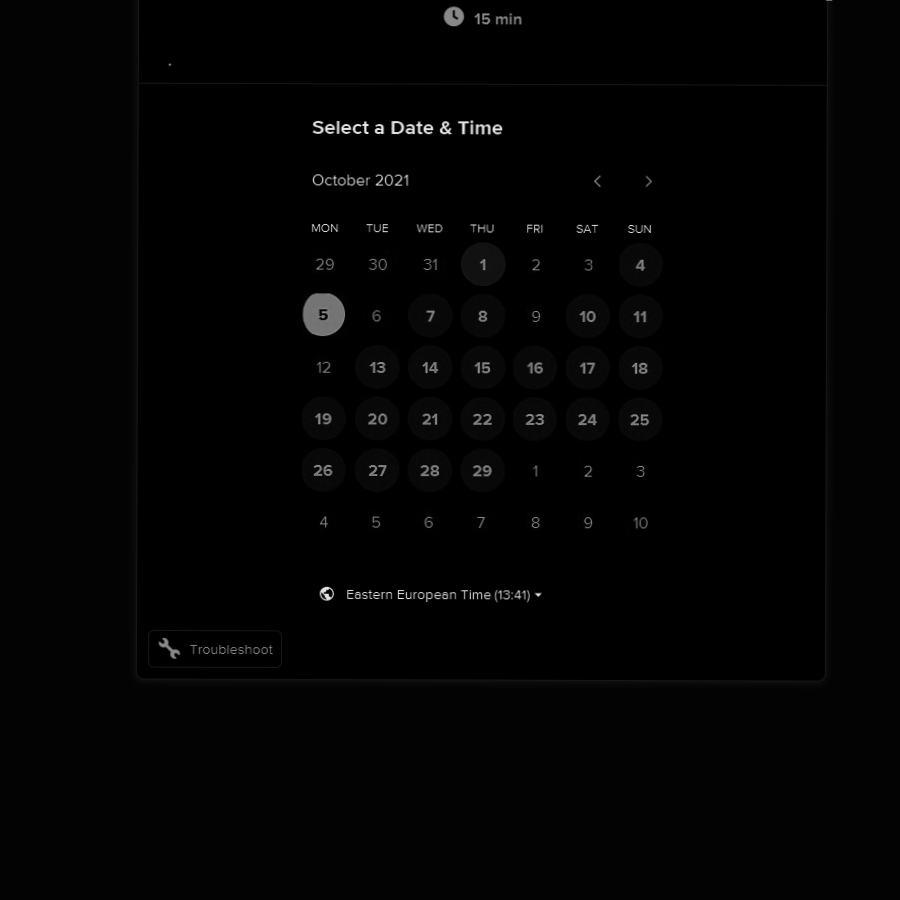 15 min
Select a Date & Time
October 2021
MON TUE WED THU FRI SAT SUN
29 30 31 1 2 3 4
5 6 7 8 9 10 11
12 13 14 15 16 17 18
19 20 21 22 23 24 25
26 27 28 29 1 2 3
4 5 6 7 8 9 10
Eastern European Time (13:41)
Troubleshoot